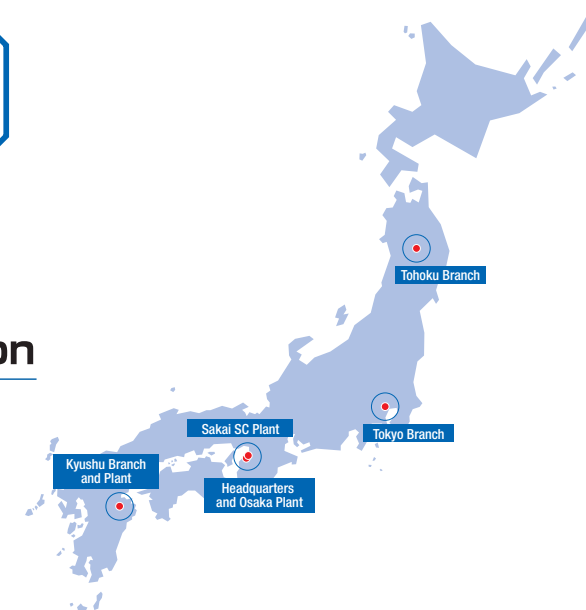 Tohoku Branch
on
Tokyo Branch
Sakai SC Plant
Kyushu Branch
and Plant
Headquarters
and Osaka Plant